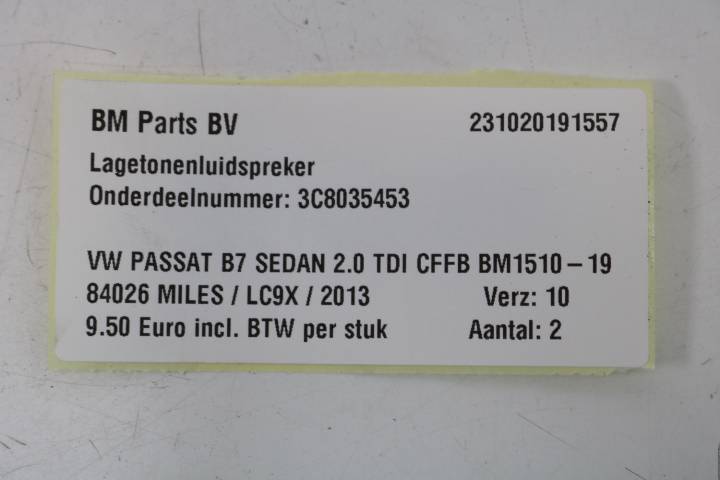 BM Parts BV 231020191557
Lagetonenluidspreker
Onderdeelnummer: 3C8035453
VW PASSAT B7 SEDAN 2.0 TDI CFFB BM1510-19
84026 MILES / LC9X / 2013 Verz: 10
9.50 Euro incl. BTW per stuk Aantal: 2